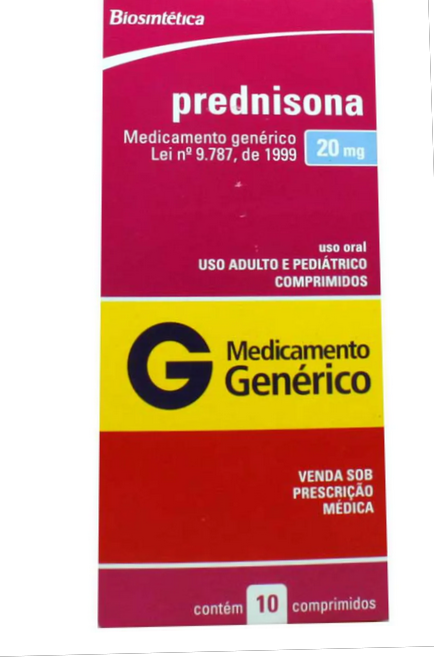 Biosintética
prednisona
Medicamento genérico
Lei nº 9.787, de 1999
20 mg
uso oral
USO ADULTO E PEDIÁTRICO
COMPRIMIDOS
G
Medicamento
Genérico
VENDA SOB
PRESCRIÇÃO
MÉDICA
contém 10 comprimidos